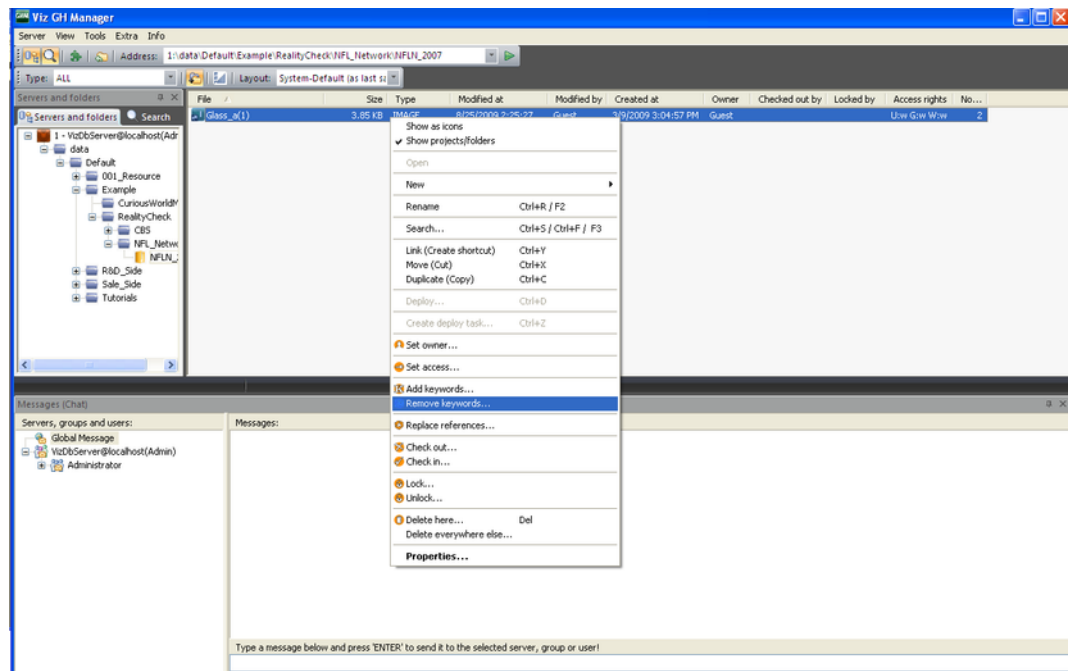 Viz GH Manager
Server View Tools Extra Info
Address: 1:\data\Default\Example\RealityCheck\NFL_Network\NFLN_2007
Type: ALL Layout: System-Default (as last sa
Servers and folders
Servers and folders Search
File Size Type Modified at Modified by Created at Owner Checked out by Locked by Access rights No...
Glass_a(1) 3.85 KB IMAGE 8/25/2009 2:25:27 Guest 3/9/2009 3:04:57 PM Guest U:w G:w W:w 2
1 - VizDbServer@localhost(Adr
data
Default
001_Resource
Example
CuriousWorldM
RealityCheck
CBS
NFL_Netwo
NFLN_
R&D_Side
Sale_Side
Tutorials
Show as icons
Show projects/folders
Open
New
Rename Ctrl+R / F2
Search... Ctrl+S / Ctrl+F / F3
Link (Create shortcut) Ctrl+Y
Move (Cut) Ctrl+X
Duplicate (Copy) Ctrl+C
Deploy... Ctrl+D
Create deploy task... Ctrl+Z
Set owner...
Set access...
Add keywords...
Remove keywords...
Replace references...
Check out...
Check in...
Lock...
Unlock...
Delete here... Del
Delete everywhere else...
Properties...
Messages (Chat)
Servers, groups and users:
Global Message
VizDbServer@localhost(Admin)
Administrator
Messages:
Type a message below and press 'ENTER' to send it to the selected server, group or user!